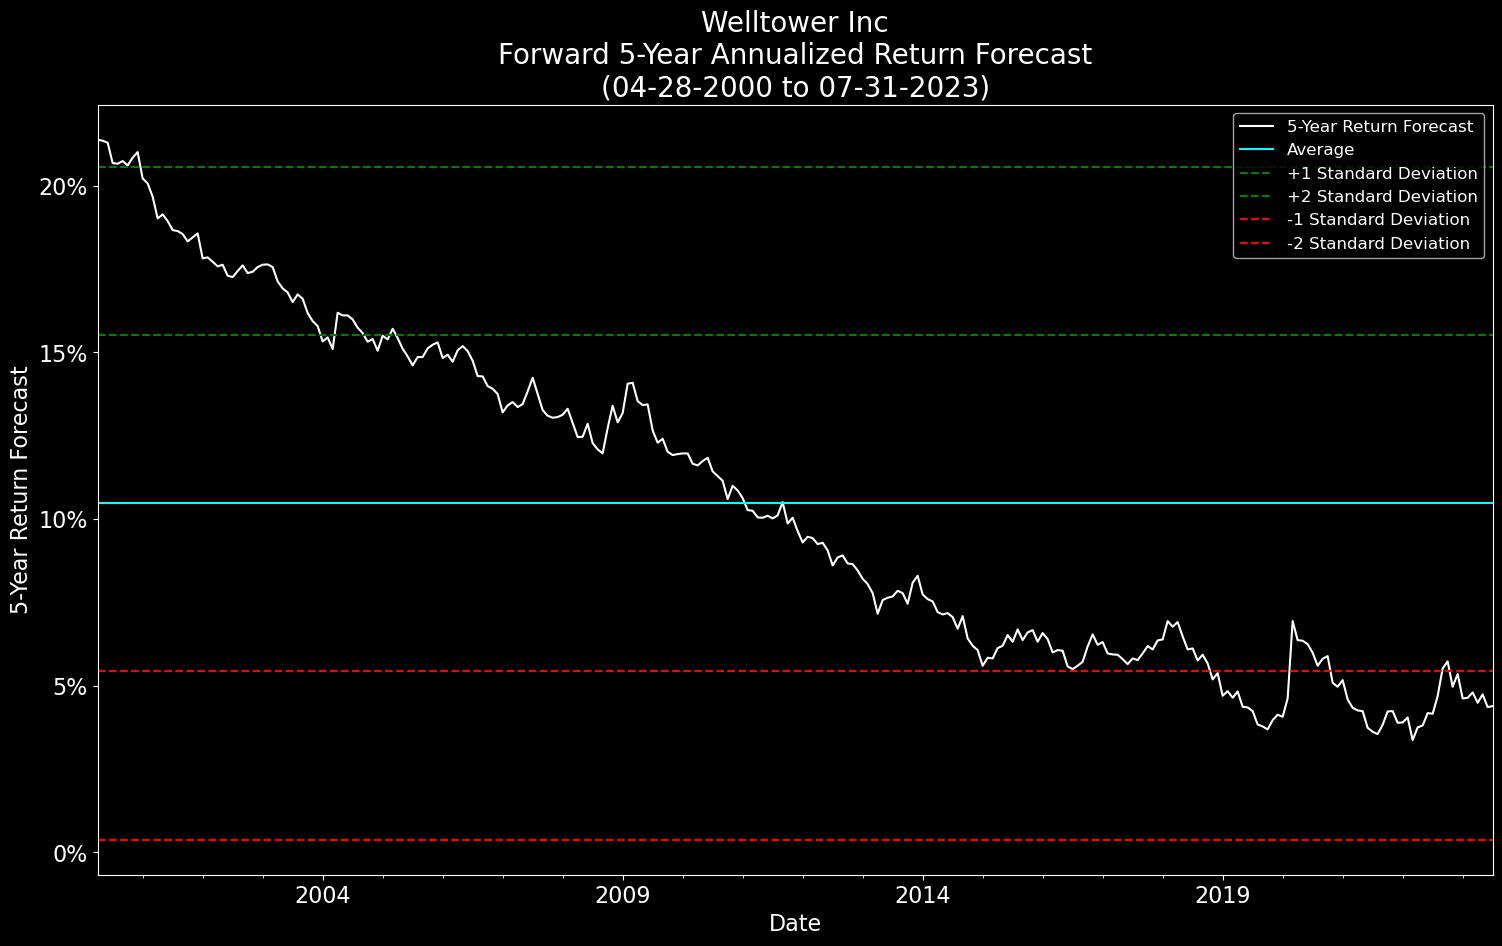 Welltower Inc
Forward 5-Year Annualized Return Forecast
(04-28-2000 to 07-31-2023)
5-Year Return Forecast
Average
+1 Standard Deviation
+2 Standard Deviation
-1 Standard Deviation
-2 Standard Deviation
5-Year Return Forecast
20%
15%
10%
5%
0%
2004
2009
2014
2019
Date